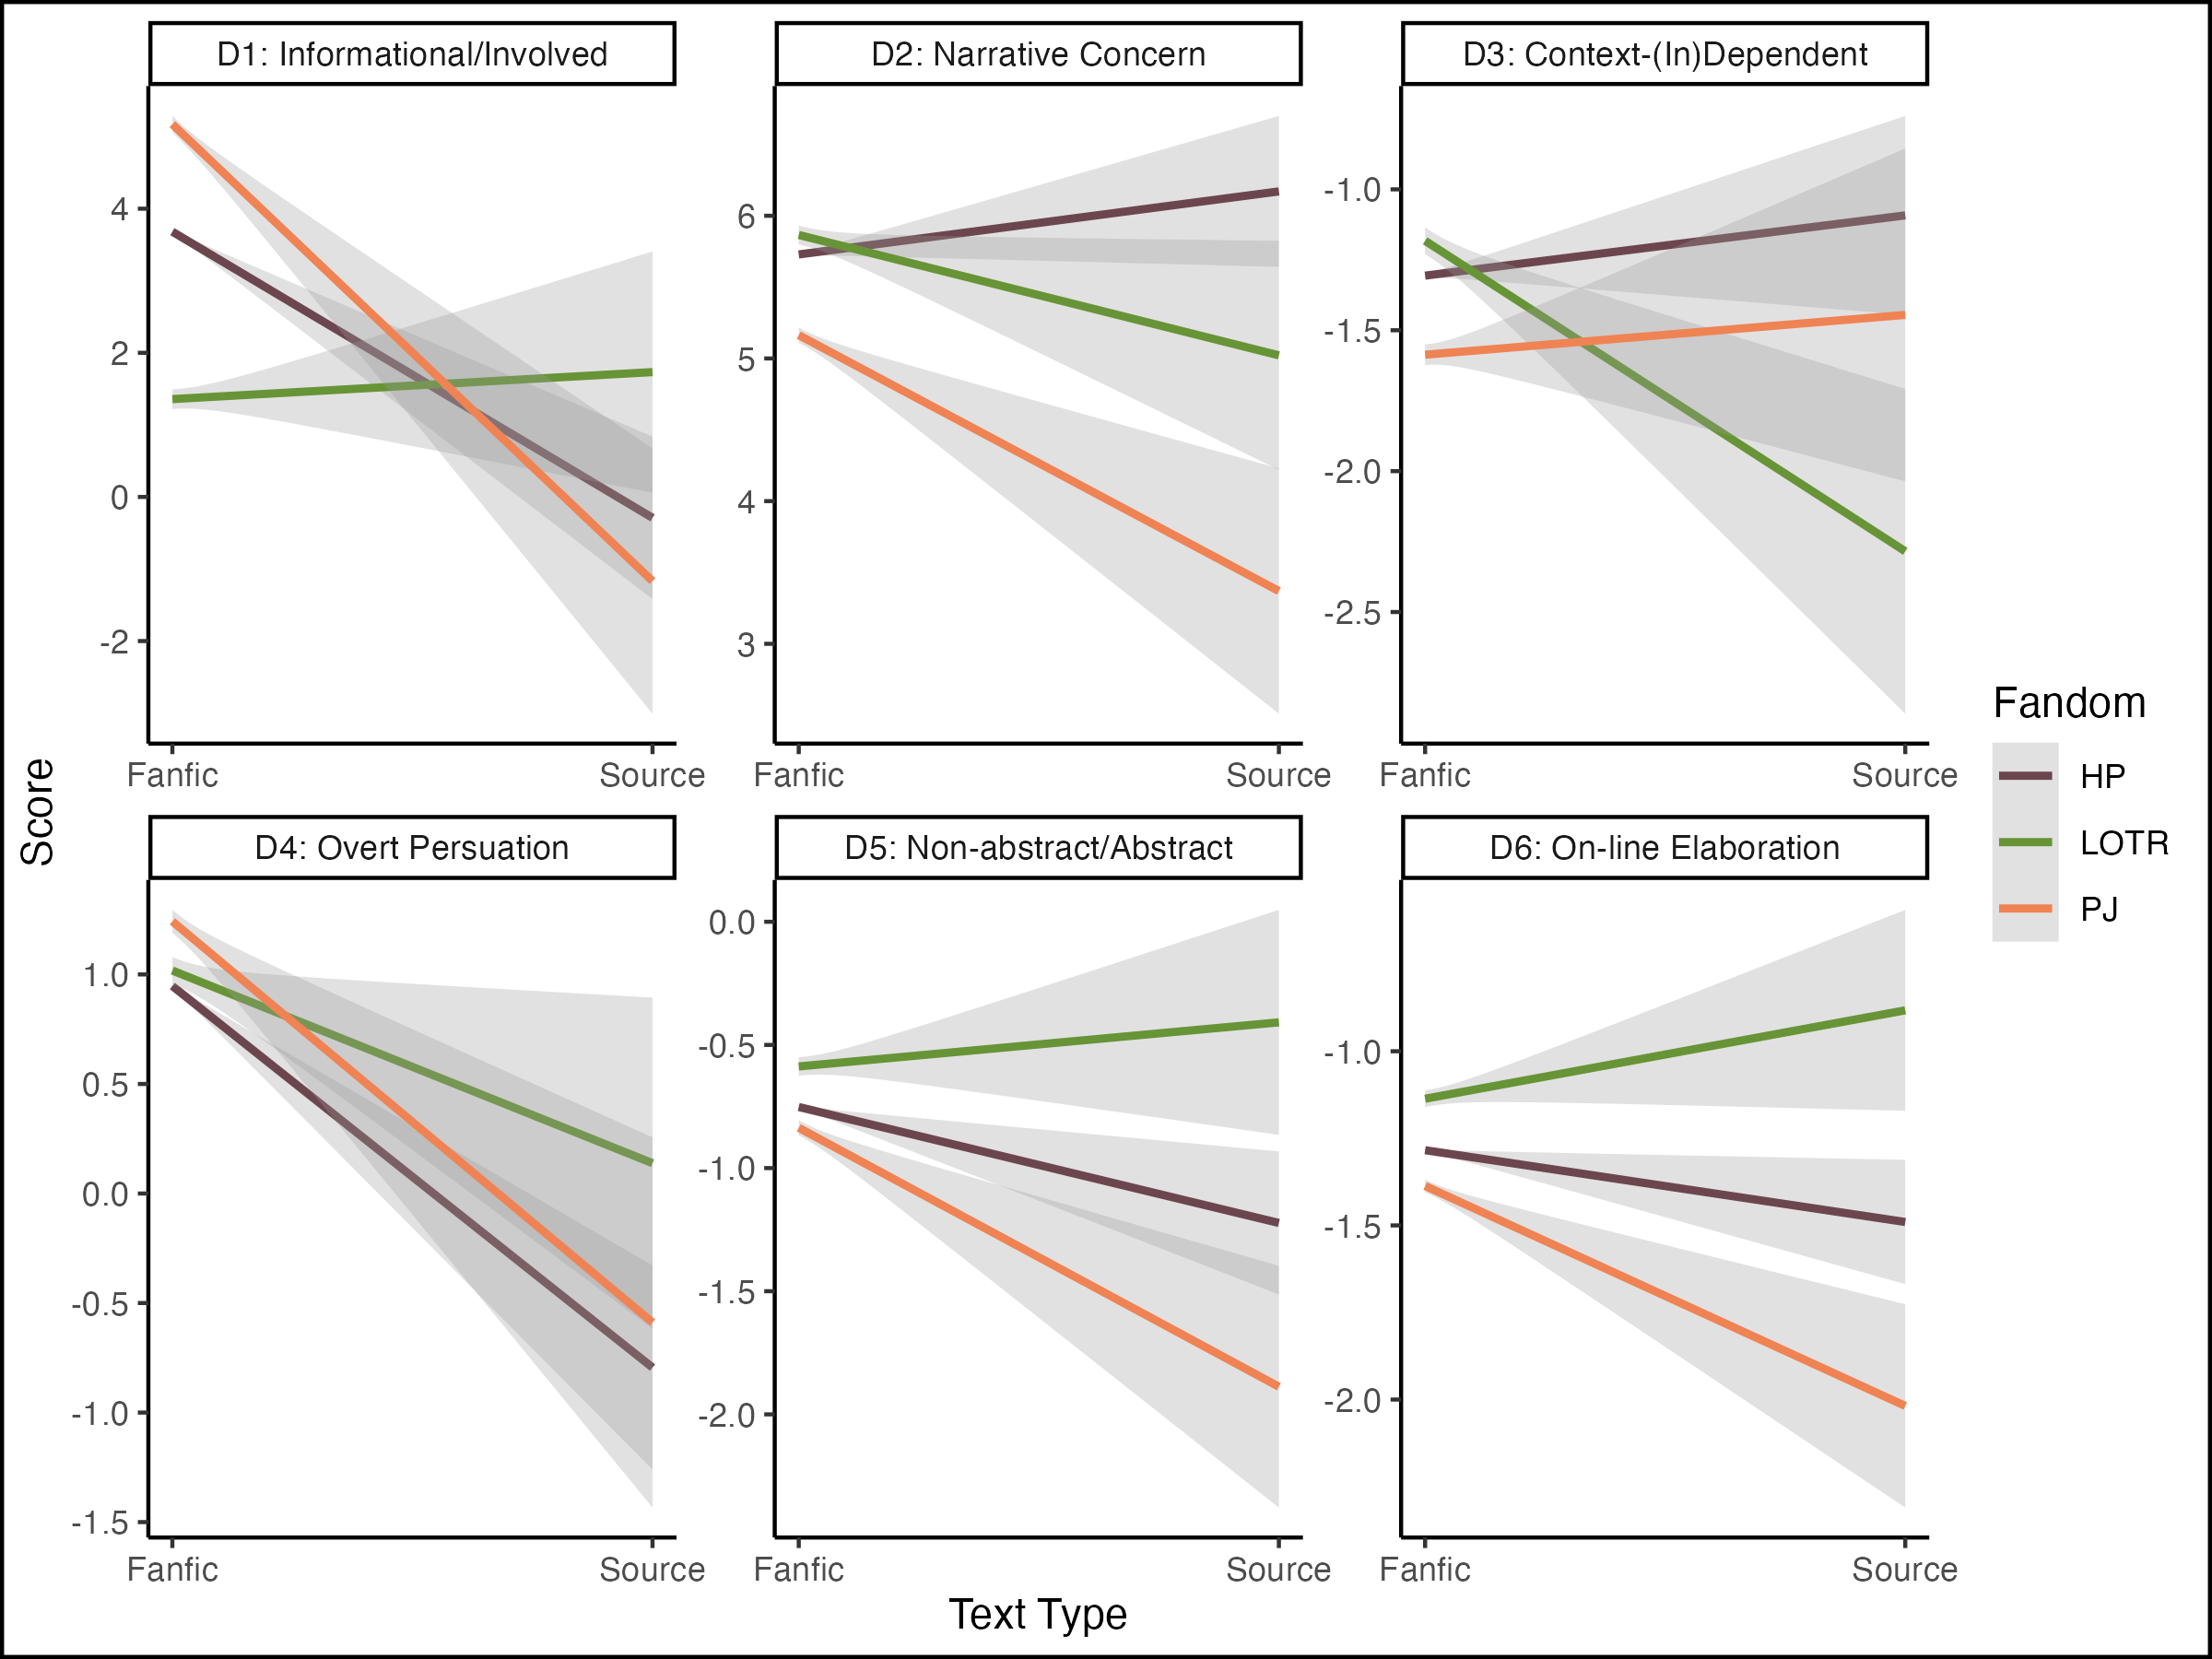 D1: Informational/Involved
D2: Narrative Concern
D3: Context-(In)Dependent
4
2
0
-2
6
5
4
3
-1.0
-1.5
-2.0
-2.5
Fanfic
Source
Fanfic
Source
Fanfic
Source
Score
D4: Overt Persuation
D5: Non-abstract/Abstract
D6: On-line Elaboration
1.0
0.5
0.0
-0.5
-1.0
-1.5
0.0
-0.5
-1.0
-1.5
-2.0
-1.0
-1.5
-2.0
Fanfic
Source
Fanfic
Source
Fanfic
Source
Text Type
Fandom
HP
LOTR
PJ